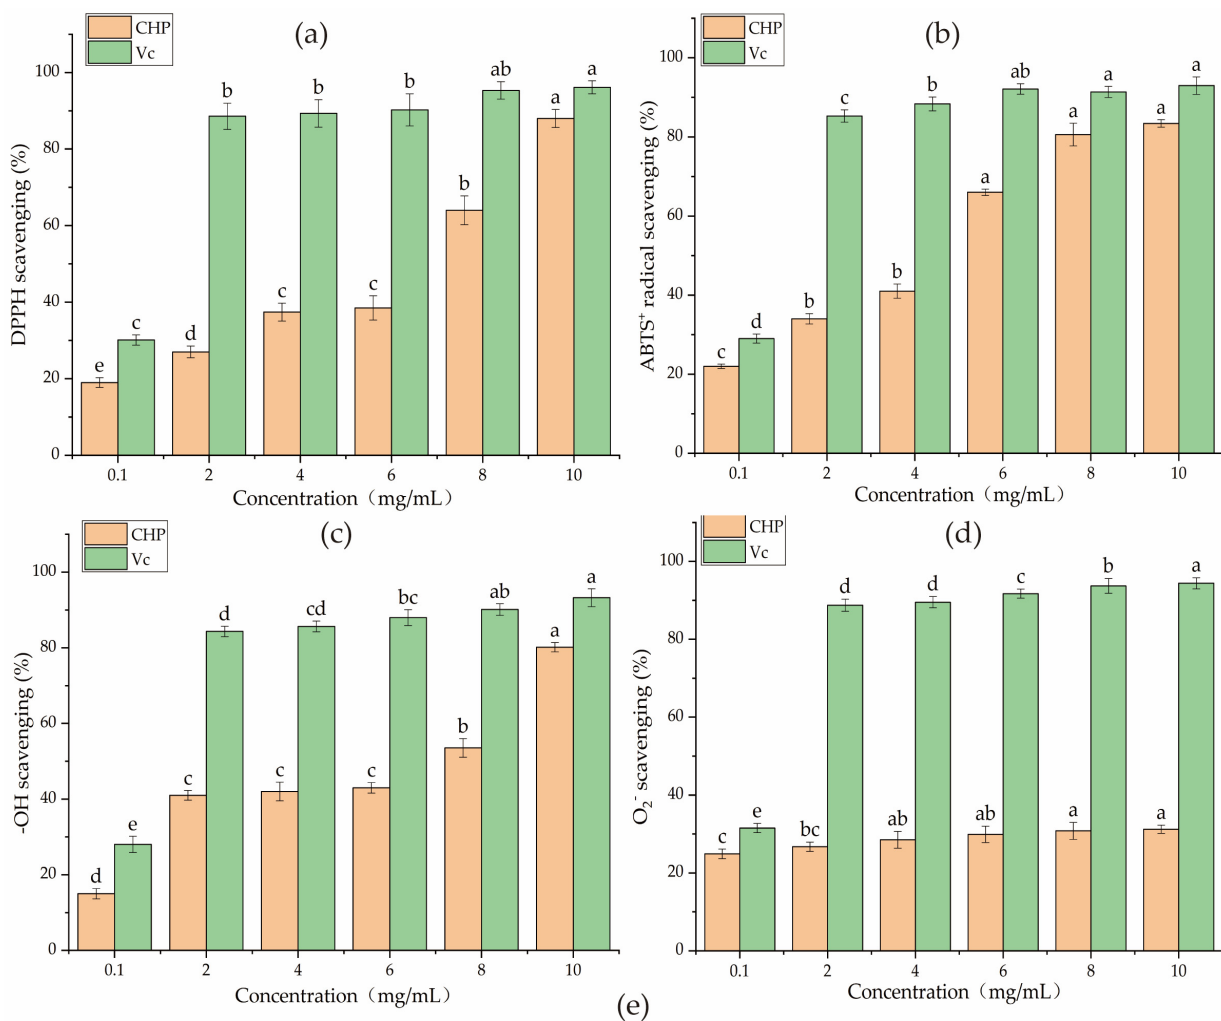 CHP
Vc
(a)
DPPH scavenging (%)
100
80
60
40
20
0
e
c
d
b
c
b
c
b
b
ab
a
a
0.1 2 4 6 8 10
Concentration（mg/mL）
CHP
Vc
(b)
ABTS⁺ radical scavenging (%)
100
80
60
40
20
0
c
d
b
c
b
b
a
ab
a
a
a
a
0.1 2 4 6 8 10
Concentration（mg/mL）
CHP
Vc
(c)
-OH scavenging (%)
100
80
60
40
20
0
d
e
c
d
c
cd
c
bc
b
ab
a
a
0.1 2 4 6 8 10
Concentration（mg/mL）
CHP
Vc
(d)
O₂⁻ scavenging (%)
100
80
60
40
20
0
c
e
bc
d
ab
d
ab
c
a
b
a
a
0.1 2 4 6 8 10
Concentration（mg/mL）
(e)